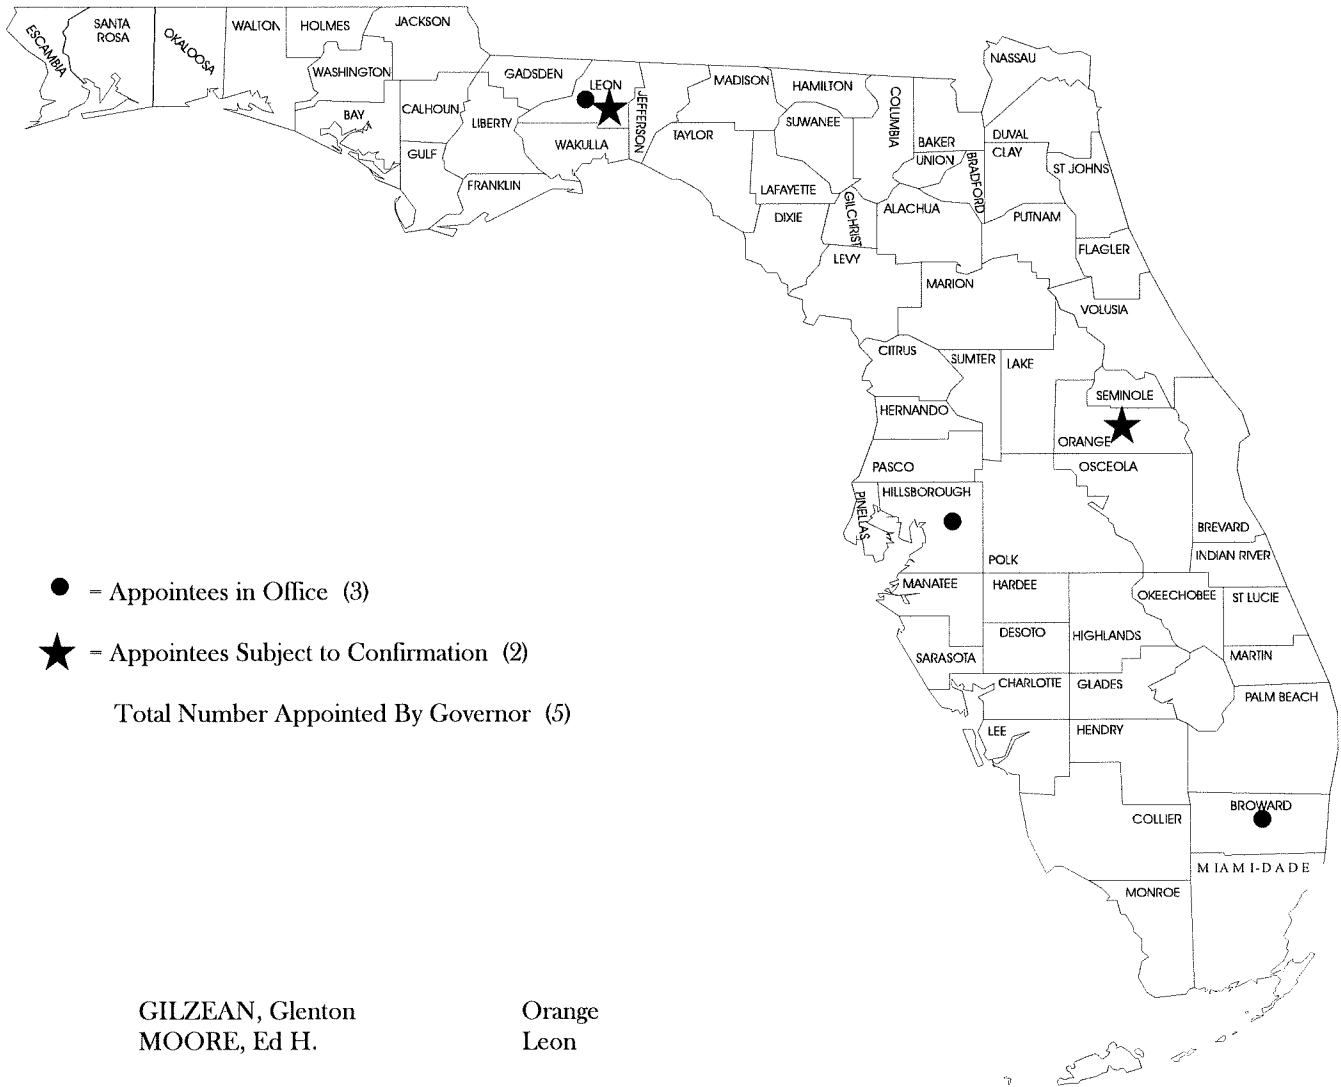 ESCAMBIA
SANTA
ROSA
OKALOOSA
WALTON
HOLMES
JACKSON
WASHINGTON
BAY
CALHOUN
GULF
GADSDEN
LIBERTY
FRANKLIN
LEON
WAKULLA
JEFFERSON
MADISON
TAYLOR
HAMILTON
SUWANEE
LAFAYETTE
DIXIE
COLUMBIA
GILCHRIST
LEVY
BAKER
UNION
BRADFORD
ALACHUA
NASSAU
DUVAL
CLAY
ST JOHNS
PUTNAM
FLAGLER
MARION
VOLUSIA
CITRUS
SUMTER
LAKE
SEMINOLE
HERNANDO
ORANGE
PASCO
OSCEOLA
HILLSBOROUGH
PINELLAS
POLK
BREVARD
INDIAN RIVER
MANATEE
HARDEE
OKEECHOBEE
ST LUCIE
DESOTO
HIGHLANDS
SARASOTA
MARTIN
CHARLOTTE
GLADES
PALM BEACH
LEE
HENDRY
BROWARD
COLLIER
MIAMI-DADE
MONROE
= Appointees in Office (3)
= Appointees Subject to Confirmation (2)
Total Number Appointed By Governor (5)
GILZEAN, Glenton Orange
MOORE, Ed H. Leon